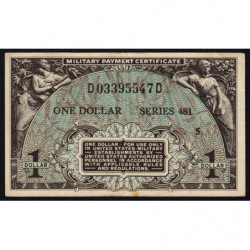 MILITARY PAYMENT CERTIFICATE
D03395547D
ONE DOLLAR SERIES 481
5
ONE DOLLAR - FOR USE ONLY
IN UNITED STATES MILITARY
ESTABLISHMENTS BY
UNITED STATES AUTHORIZED
PERSONNEL IN ACCORDANCE
WITH APPLICABLE RULES
AND REGULATIONS
1
DOLLAR
1
DOLLAR